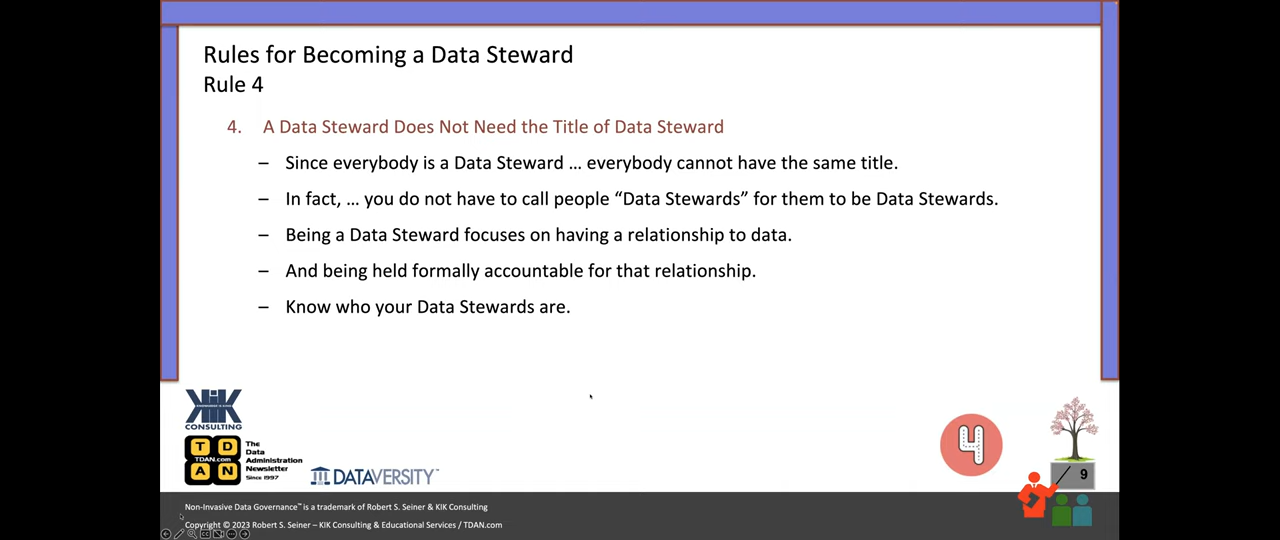 Rules for Becoming a Data Steward
Rule 4
4. A Data Steward Does Not Need the Title of Data Steward
– Since everybody is a Data Steward … everybody cannot have the same title.
– In fact, … you do not have to call people “Data Stewards” for them to be Data Stewards.
– Being a Data Steward focuses on having a relationship to data.
– And being held formally accountable for that relationship.
– Know who your Data Stewards are.
KIK
CONSULTING
T D
TDAN.com
A N
The
Data
Administration
Newsletter
Since 1997
DATAVERSITY™
4
/ 9
Non-Invasive Data Governance™ is a trademark of Robert S. Seiner & KIK Consulting
Copyright © 2023 Robert S. Seiner – KIK Consulting & Educational Services / TDAN.com